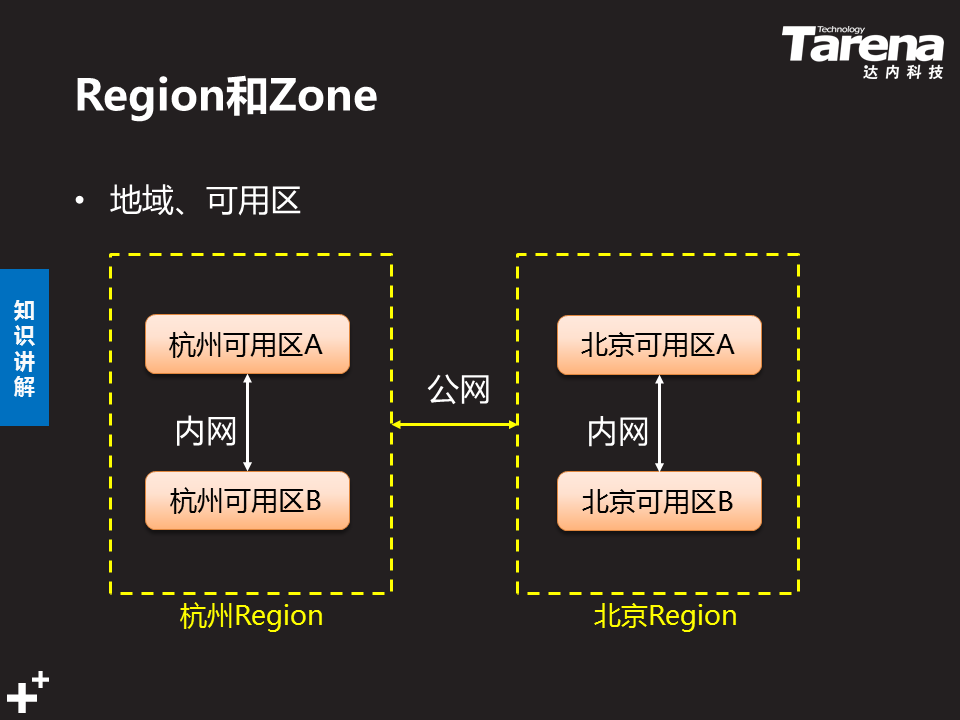 Technology
Tarena
达内科技
Region和Zone
• 地域、可用区
知识讲解
杭州可用区A
北京可用区A
公网
内网
内网
杭州可用区B
北京可用区B
杭州Region
北京Region